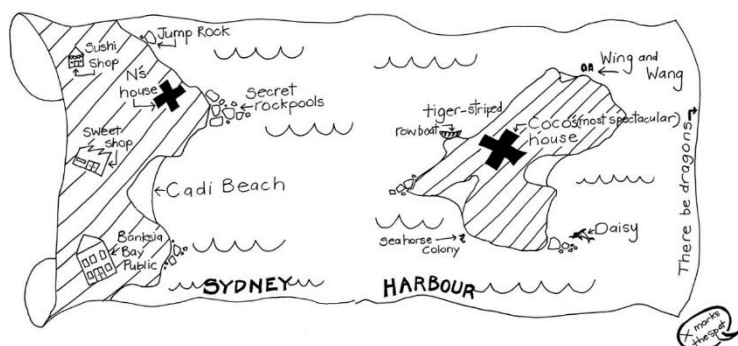 Sushi
Shop
Jump Rock
N's
house
Secret
rockpools
sweet
shop
Cadi Beach
Banksia
Bay
Public
SYDNEY
HARBOUR
Wing and
Wang
tiger-striped
rowboat
Coco's (most spectacular)
house
Seahorse
Colony
Daisy
There be dragons
X marks
the spot